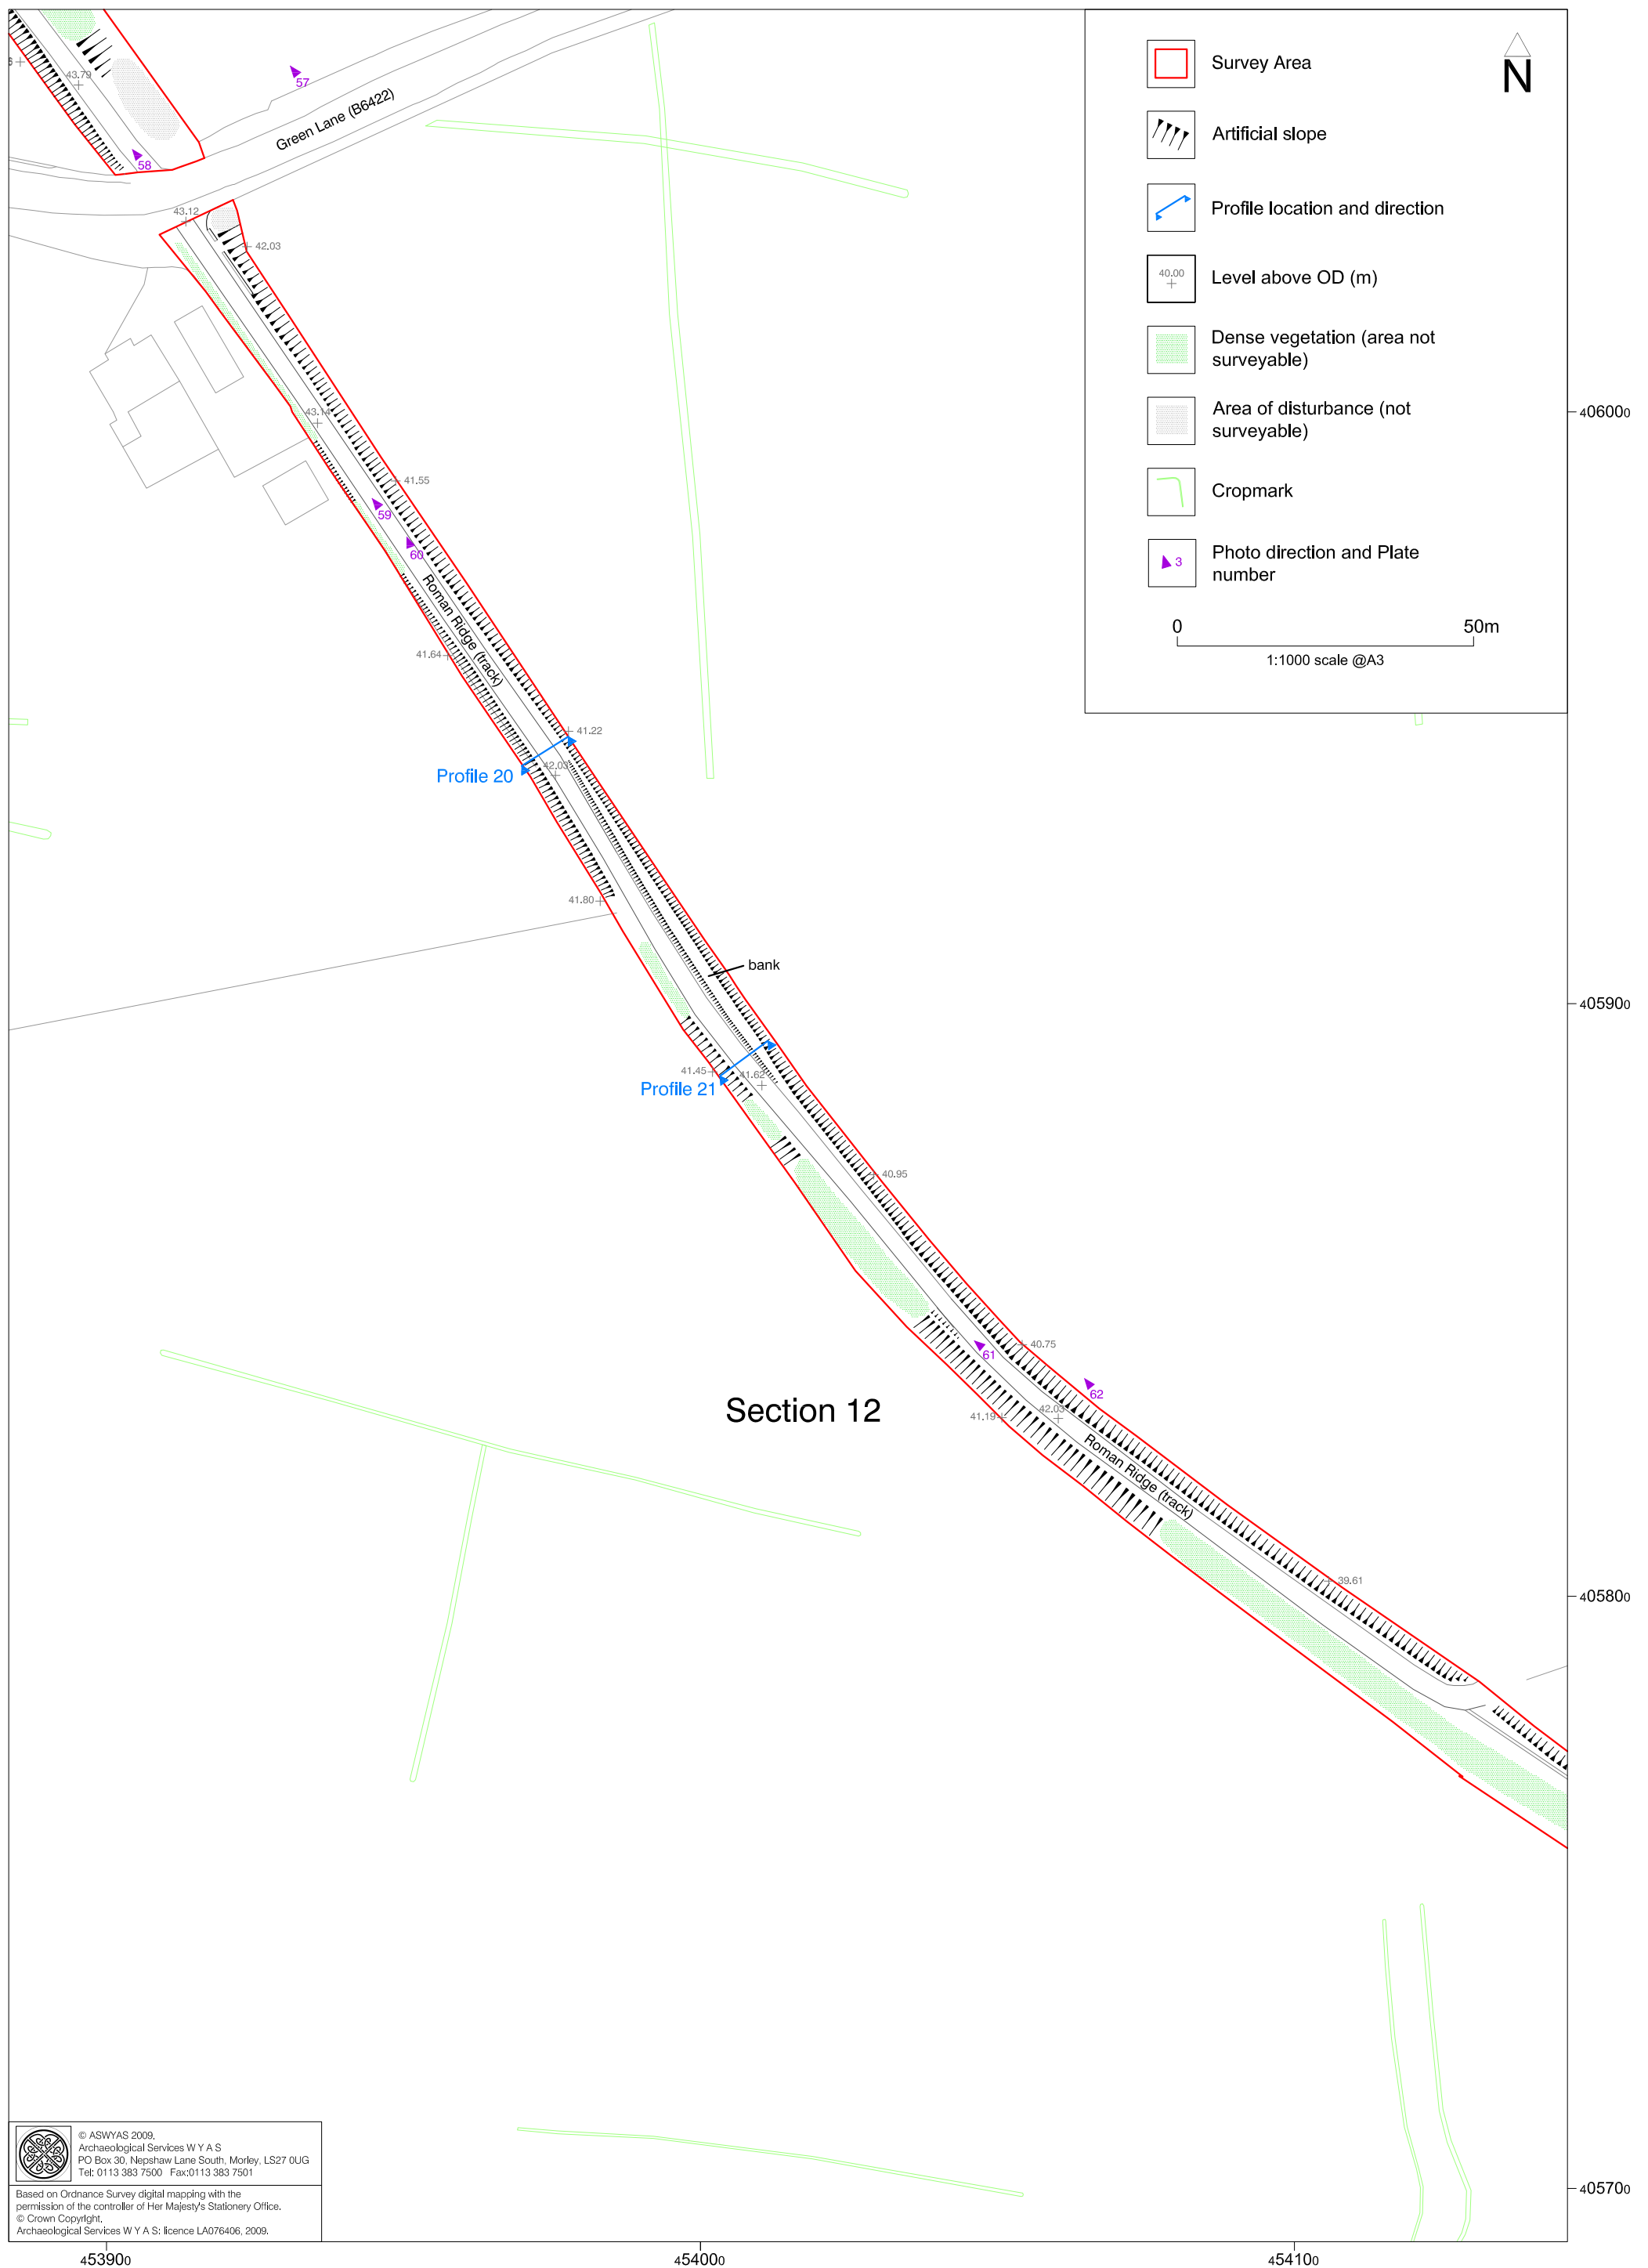 Survey Area
N
Artificial slope
Profile location and direction
40.00
Level above OD (m)
Dense vegetation (area not
surveyable)
Area of disturbance (not
surveyable)
Cropmark
3
Photo direction and Plate
number
0 50m
1:1000 scale @A3
43.79
57
Green Lane (B6422)
58
43.12
42.03
43.14
41.55
59
60
Roman Ridge (track)
41.64
41.22
Profile 20
42.03
41.80
bank
41.45
41.62
Profile 21
40.95
40.75
61
62
Section 12
41.19
42.03
Roman Ridge (track)
39.61
406000
405900
405800
405700
© ASWYAS 2009.
Archaeological Services W Y A S
PO Box 30, Nepshaw Lane South, Morley, LS27 0UG
Tel: 0113 383 7500 Fax:0113 383 7501
Based on Ordnance Survey digital mapping with the
permission of the controller of Her Majesty's Stationery Office.
© Crown Copyright.
Archaeological Services W Y A S: licence LA076406, 2009.
453900
454000
454100